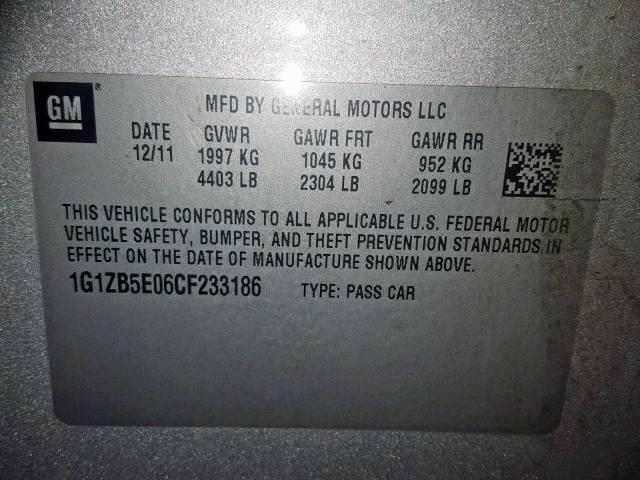 GM ®
MFD BY GENERAL MOTORS LLC
DATE GVWR GAWR FRT GAWR RR
12/11 1997 KG 1045 KG 952 KG
4403 LB 2304 LB 2099 LB
THIS VEHICLE CONFORMS TO ALL APPLICABLE U.S. FEDERAL MOTOR
VEHICLE SAFETY, BUMPER, AND THEFT PREVENTION STANDARDS IN
EFFECT ON THE DATE OF MANUFACTURE SHOWN ABOVE.
1G1ZB5E06CF233186 TYPE: PASS CAR